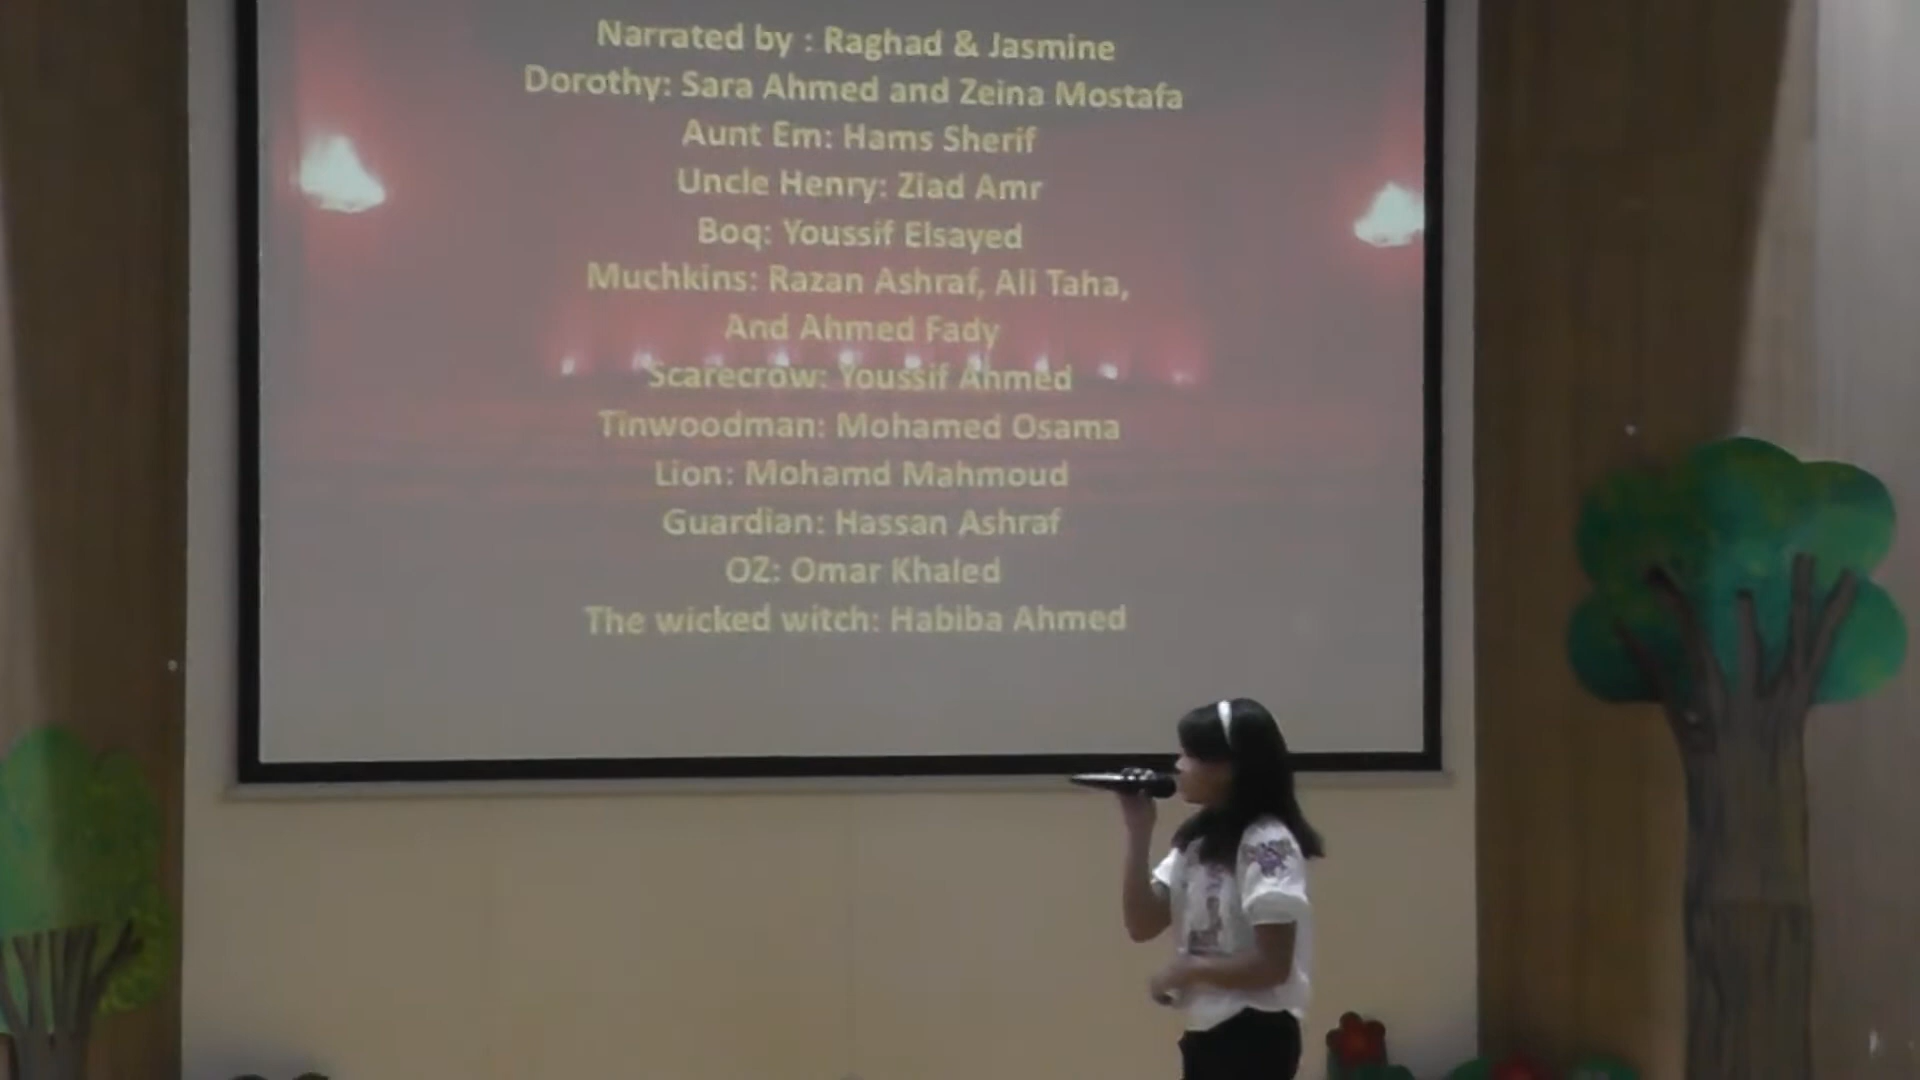 Narrated by : Raghad & Jasmine
Dorothy: Sara Ahmed and Zeina Mostafa
Aunt Em: Hams Sherif
Uncle Henry: Ziad Amr
Boq: Youssif Elsayed
Muchkins: Razan Ashraf, Ali Taha,
And Ahmed Fady
Scarecrow: Youssif Ahmed
Tinwoodman: Mohamed Osama
Lion: Mohamd Mahmoud
Guardian: Hassan Ashraf
OZ: Omar Khaled
The wicked witch: Habiba Ahmed